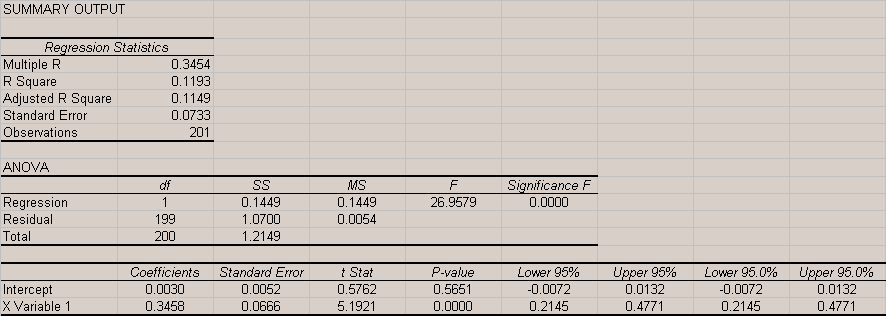 SUMMARY OUTPUT
Regression Statistics
Multiple R 0.3454
R Square 0.1193
Adjusted R Square 0.1149
Standard Error 0.0733
Observations 201
ANOVA
df SS MS F Significance F
Regression 1 0.1449 0.1449 26.9579 0.0000
Residual 199 1.0700 0.0054
Total 200 1.2149
Coefficients Standard Error t Stat P-value Lower 95% Upper 95% Lower 95.0% Upper 95.0%
Intercept 0.0030 0.0052 0.5762 0.5651 -0.0072 0.0132 -0.0072 0.0132
X Variable 1 0.3458 0.0666 5.1921 0.0000 0.2145 0.4771 0.2145 0.4771